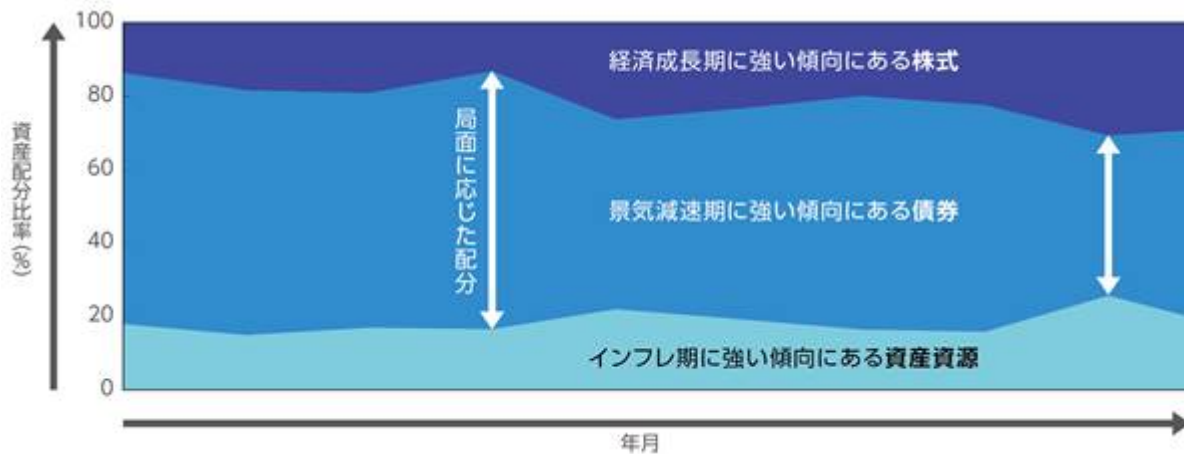 100
80
60
40
20
0
資産配分比率(%)
経済成長期に強い傾向にある株式
局面に応じた配分
景気減速期に強い傾向にある債券
インフレ期に強い傾向にある資産資源
年月